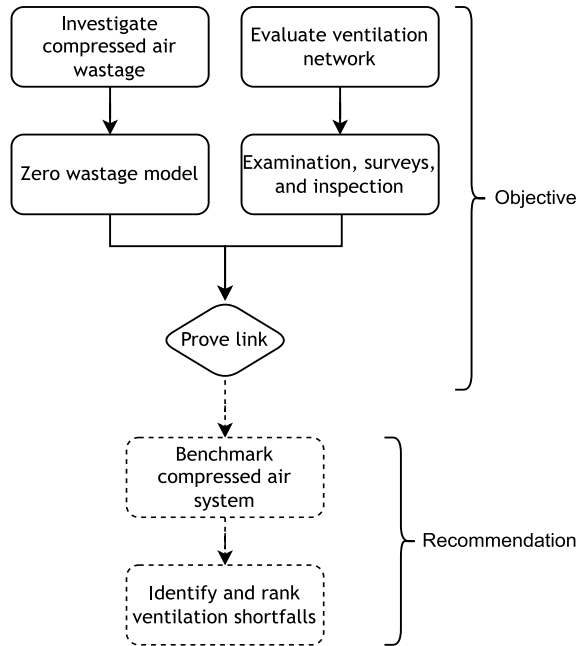 Investigate
compressed air
wastage
Evaluate ventilation
network
Zero wastage model
Examination, surveys,
and inspection
Objective
Prove link
Benchmark
compressed air
system
Recommendation
Identify and rank
ventilation shortfalls